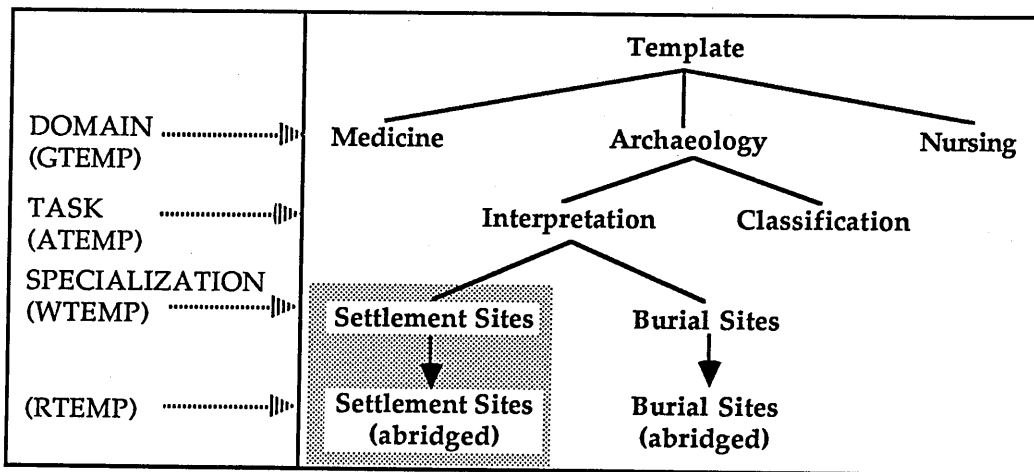 Template
DOMAIN
(GTEMP)
Medicine Archaeology Nursing
TASK
(ATEMP)
Interpretation Classification
SPECIALIZATION
(WTEMP)
Settlement Sites Burial Sites
(RTEMP)
Settlement Sites
(abridged)
Burial Sites
(abridged)